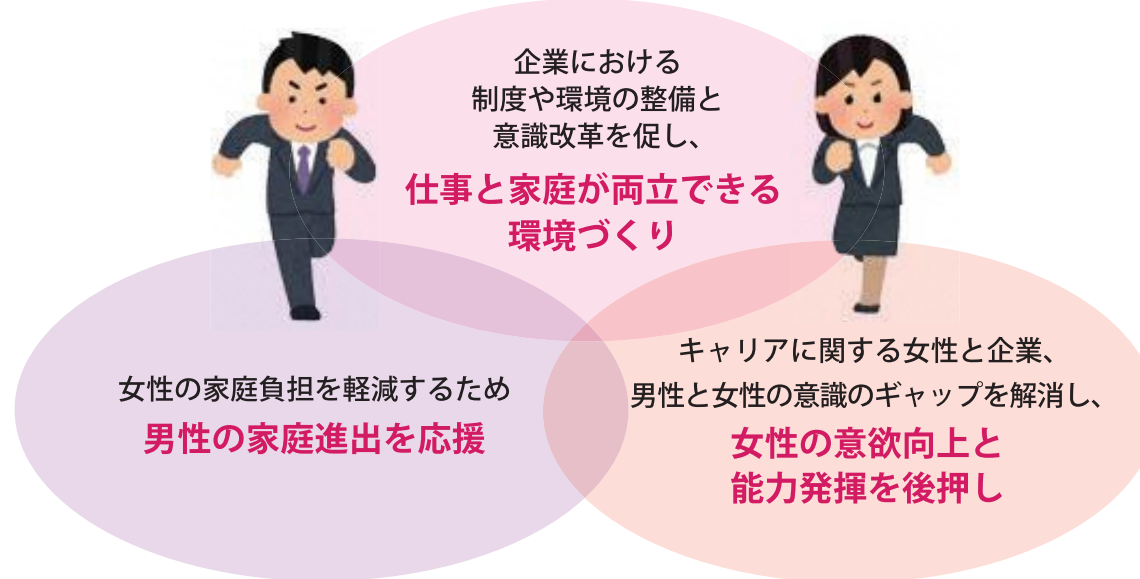 企業における
制度や環境の整備と
意識改革を促し、
仕事と家庭が両立できる
環境づくり
女性の家庭負担を軽減するため
男性の家庭進出を応援
キャリアに関する女性と企業、
男性と女性の意識のギャップを解消し、
女性の意欲向上と
能力発揮を後押し